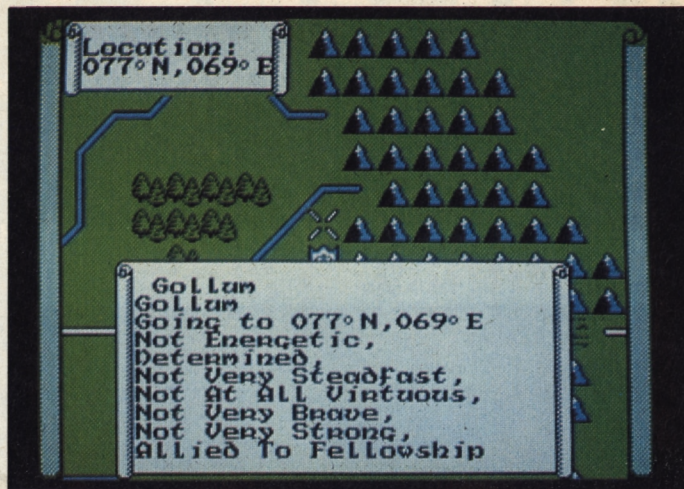 Location:
077° N,069° E
Gollum
Gollum
Going to 077° N,069° E
Not Energetic,
Determined,
Not Very Steadfast,
Not At All Virtuous,
Not Very Brave,
Not Very Strong,
Allied To Fellowship